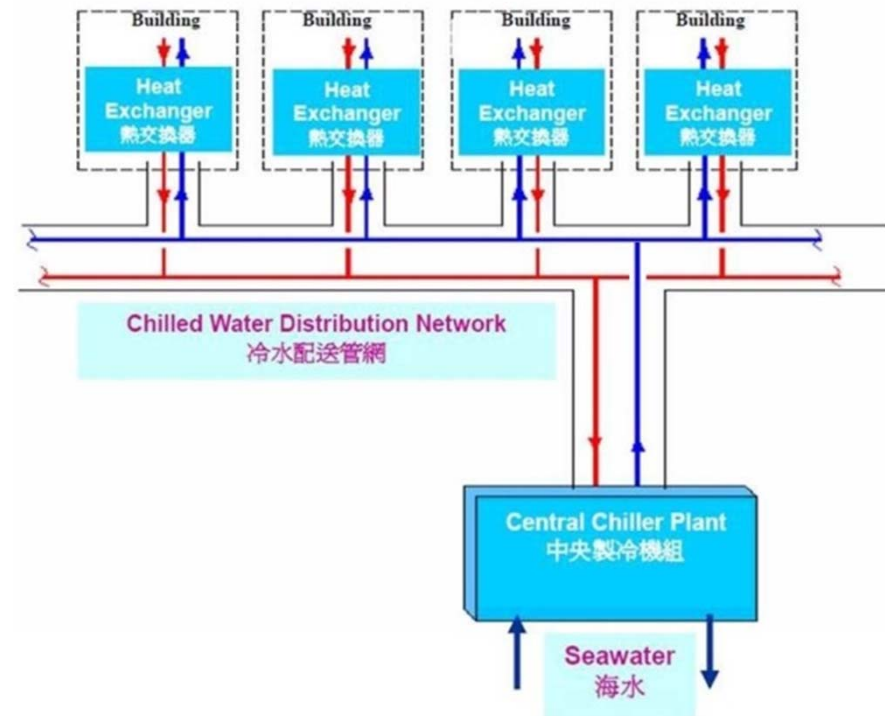 Building
Building
Building
Building
Heat
Exchanger
熱交換器
Heat
Exchanger
熱交換器
Heat
Exchanger
熱交換器
Heat
Exchanger
熱交換器
Chilled Water Distribution Network
冷水配送管網
Central Chiller Plant
中央製冷機組
Seawater
海水